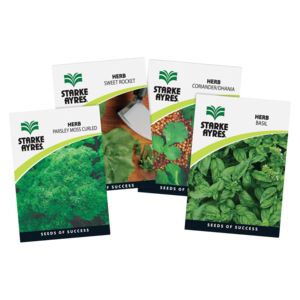 STARKE
AYRES
HERB
PARSLEY MOSS CURLED
SEEDS OF SUCCESS
STARKE
AYRES
HERB
SWEET ROCKET
STARKE
AYRES
HERB
CORIANDER/DHANIA
SEEDS OF SUCCESS
STARKE
AYRES
HERB
BASIL
SEEDS OF SUCCESS